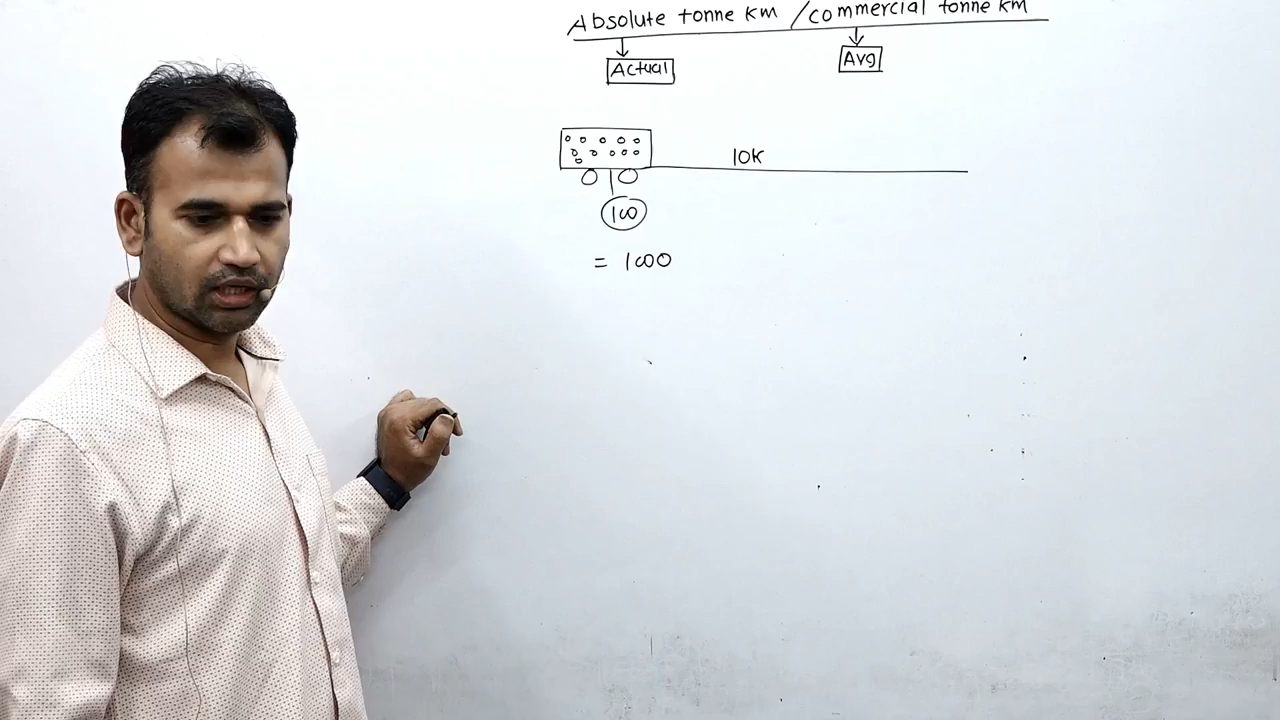 Absolute tonne km / commercial tonne km
Actual Avg
10K
100
= 1000